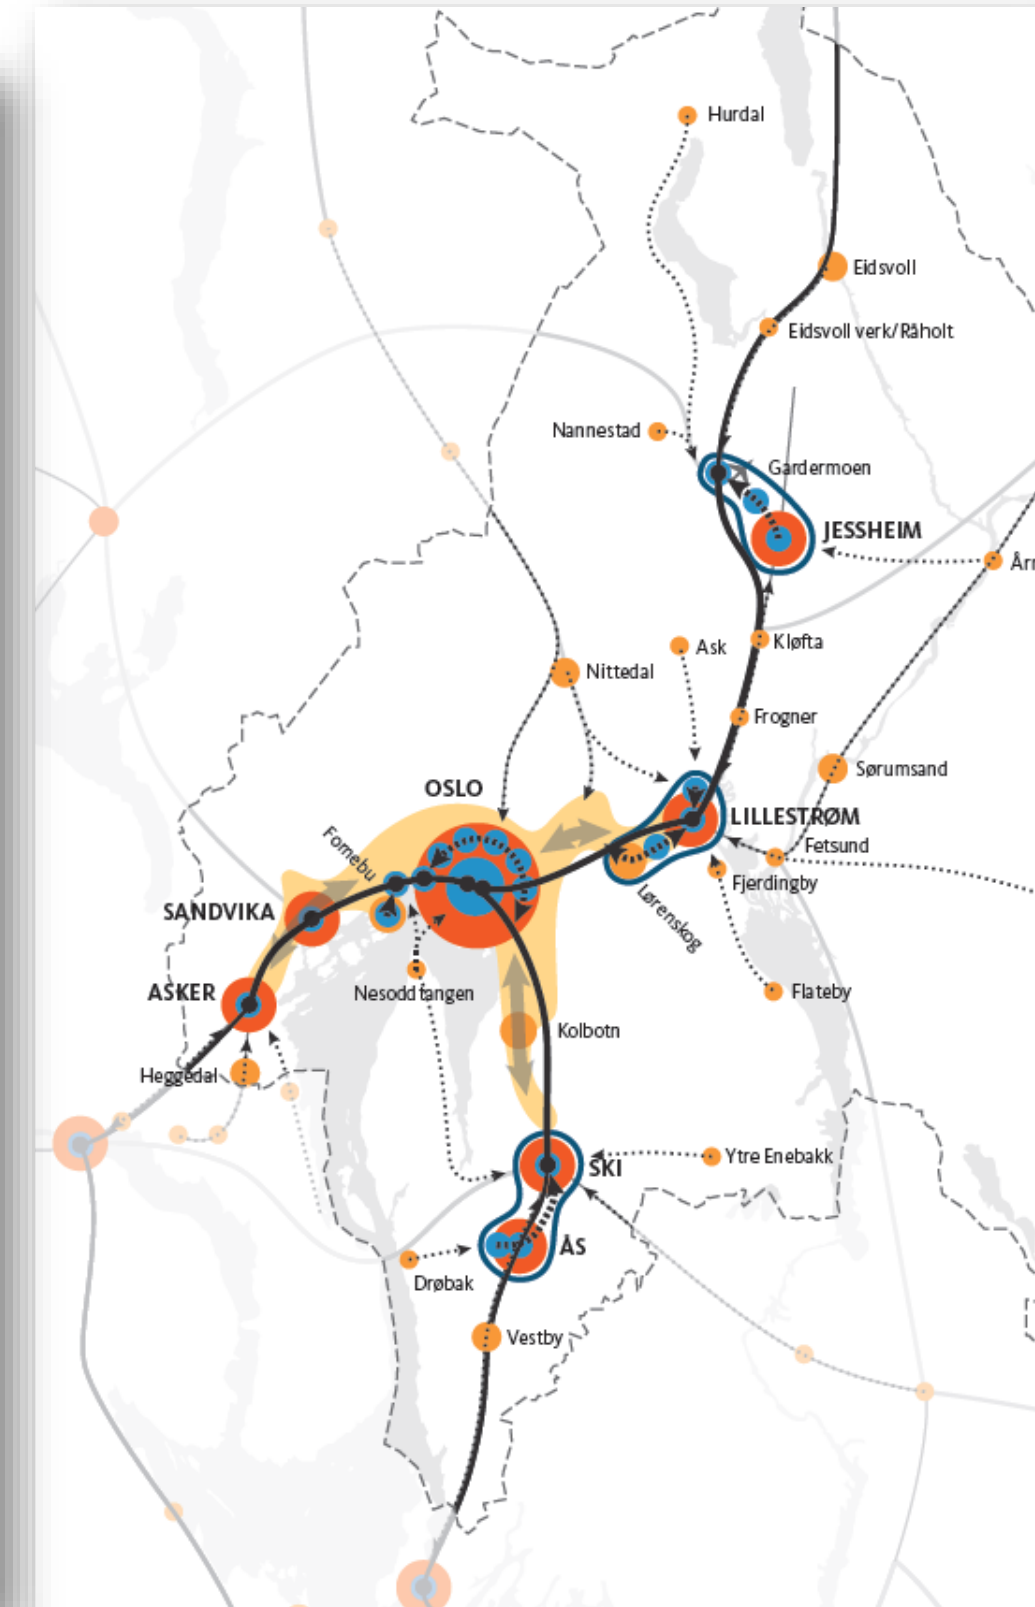 Hurdal
Eidsvoll
Eidsvoll verk/Råholt
Nannestad
Gardermoen
JESSHEIM
Kløfta
Ask
Nittedal
Frogner
Sørumsand
OSLO
LILLESTRØM
Fetsund
Fornebu
Fjerdingby
SANDVIKA
Lørenskog
ASKER
Nesoddtangen
Flateby
Kolbotn
Heggedal
Ytre Enebakk
SKI
ÅS
Drøbak
Vestby